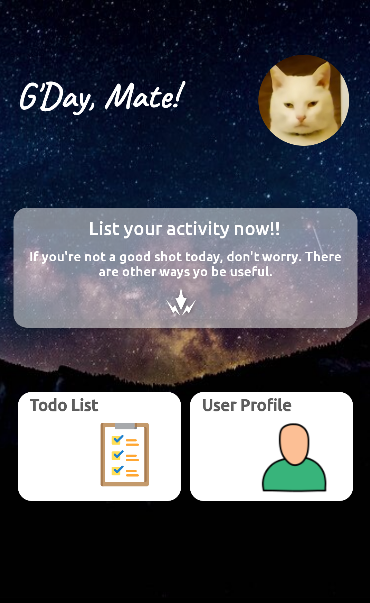 G'Day, Mate!
List your activity now!!
If you're not a good shot today, don't worry. There
are other ways yo be useful.
Todo List
User Profile